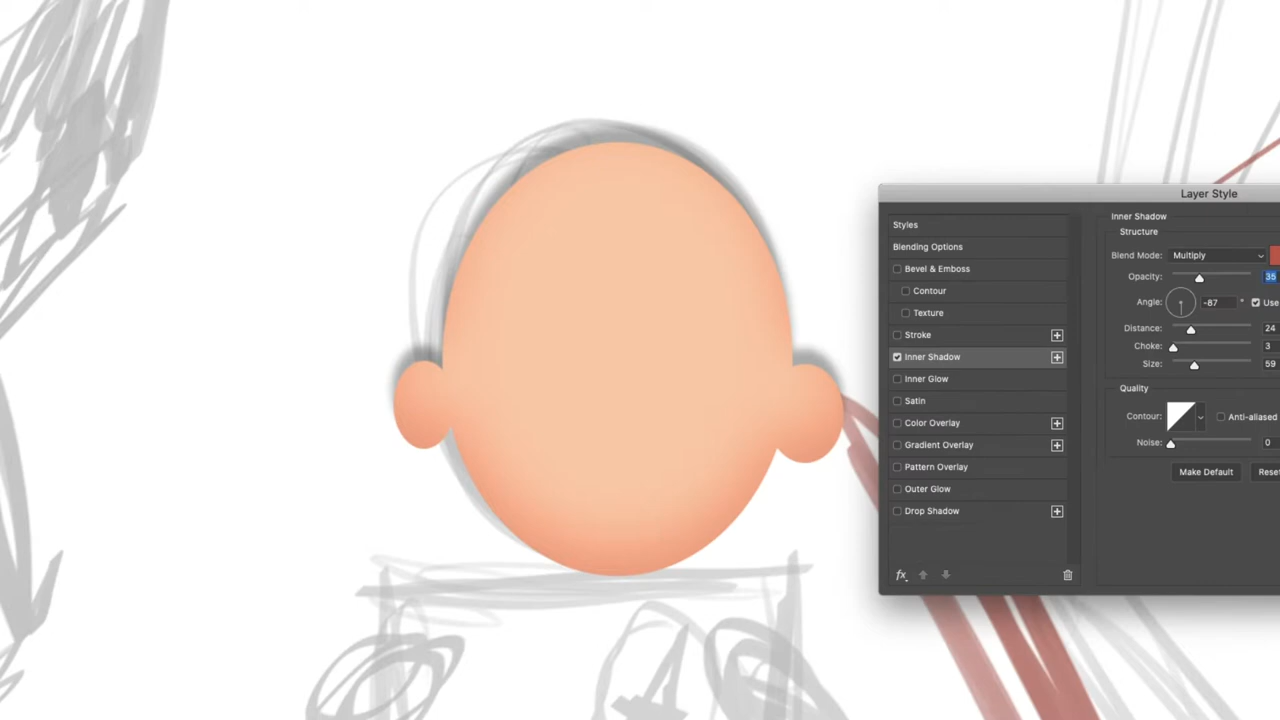 Layer Style
Styles
Blending Options
Bevel & Emboss
Contour
Texture
Stroke
Inner Shadow
Inner Glow
Satin
Color Overlay
Gradient Overlay
Pattern Overlay
Outer Glow
Drop Shadow
fx
Inner Shadow
Structure
Blend Mode: Multiply
Opacity: 35
Angle: -87 ° Use
Distance: 24
Choke: 3
Size: 59
Quality
Contour: Anti-aliased
Noise: 0
Make Default Reset